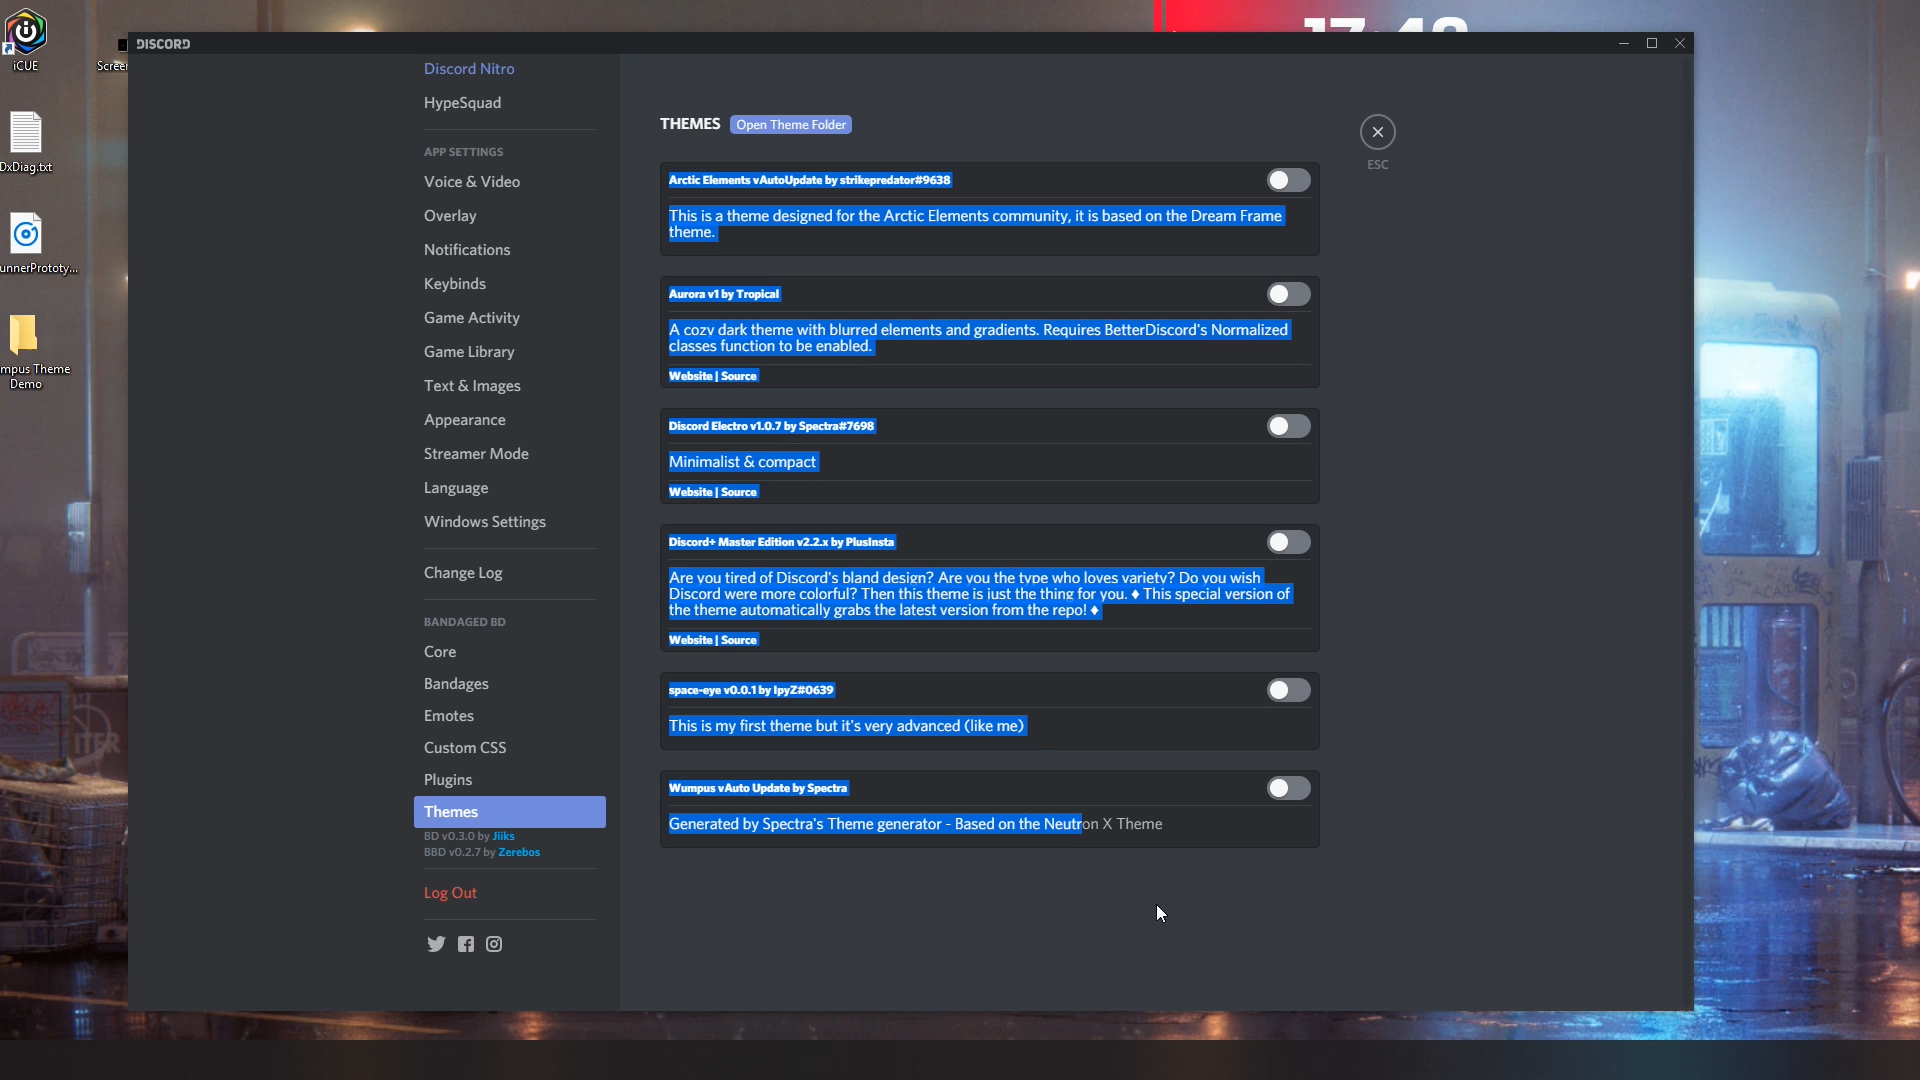 iCUE
Scree
DxDiag.txt
unnerPrototy...
mpus Theme
Demo
DISCORD
Discord Nitro
HypeSquad
APP SETTINGS
Voice & Video
Overlay
Notifications
Keybinds
Game Activity
Game Library
Text & Images
Appearance
Streamer Mode
Language
Windows Settings
Change Log
BANDAGED BD
Core
Bandages
Emotes
Custom CSS
Plugins
Themes
BD v0.3.0 by Jiiks
BBD v0.2.7 by Zerebos
Log Out
THEMES Open Theme Folder
ESC
Arctic Elements vAutoUpdate by strikepredator#9638
This is a theme designed for the Arctic Elements community, it is based on the Dream Frame
theme.
Aurora v1 by Tropical
A cozy dark theme with blurred elements and gradients. Requires BetterDiscord's Normalized
classes function to be enabled.
Website | Source
Discord Electro v1.0.7 by Spectra#7698
Minimalist & compact
Website | Source
Discord+ Master Edition v2.2.x by PlusInsta
Are you tired of Discord's bland design? Are you the type who loves variety? Do you wish
Discord were more colorful? Then this theme is just the thing for you. ♦ This special version of
the theme automatically grabs the latest version from the repo! ♦
Website | Source
space-eye v0.0.1 by IpyZ#0639
This is my first theme but it's very advanced (like me)
Wumpus vAuto Update by Spectra
Generated by Spectra's Theme generator - Based on the Neutron X Theme